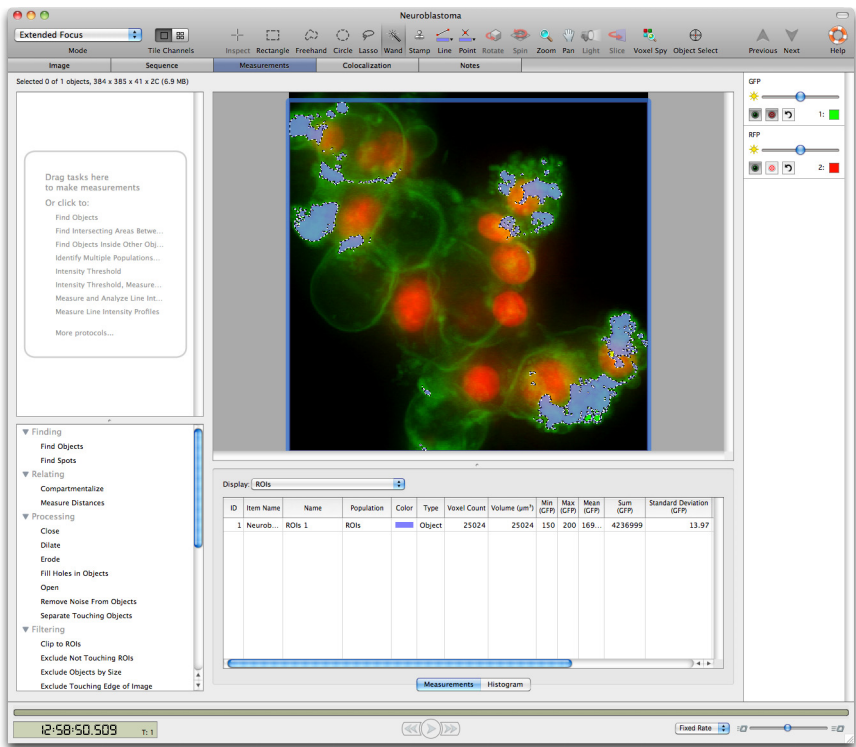 Neuroblastoma
Extended Focus
Mode
Tile Channels
Inspect Rectangle Freehand Circle Lasso Wand Stamp Line Point Rotate Spin Zoom Pan Light Slice Voxel Spy Object Select
Previous Next
Help
Image Sequence Measurements Colocalization Notes
Selected 0 of 1 objects, 384 x 385 x 41 x 2C (6.9 MB)
Drag tasks here
to make measurements
Or click to:
Find Objects
Find Intersecting Areas Betwe...
Find Objects Inside Other Obj...
Identify Multiple Populations...
Intensity Threshold
Intensity Threshold, Measure...
Measure and Analyze Line Int...
Measure Line Intensity Profiles
More protocols...
GFP
1:
RFP
2:
Finding
Find Objects
Find Spots
Relating
Compartmentalize
Measure Distances
Processing
Close
Dilate
Erode
Fill Holes in Objects
Open
Remove Noise From Objects
Separate Touching Objects
Filtering
Clip to ROIs
Exclude Not Touching ROIs
Exclude Objects by Size
Exclude Touching Edge of Image
Display: ROIs
ID Item Name Name Population Color Type Voxel Count Volume (µm³) Min (GFP) Max (GFP) Mean (GFP) Sum (GFP) Standard Deviation (GFP)
1 Neurob... ROIs 1 ROIs Object 25024 25024 150 200 169... 4236999 13.97
Measurements Histogram
12:58:50.509 T: 1
Fixed Rate